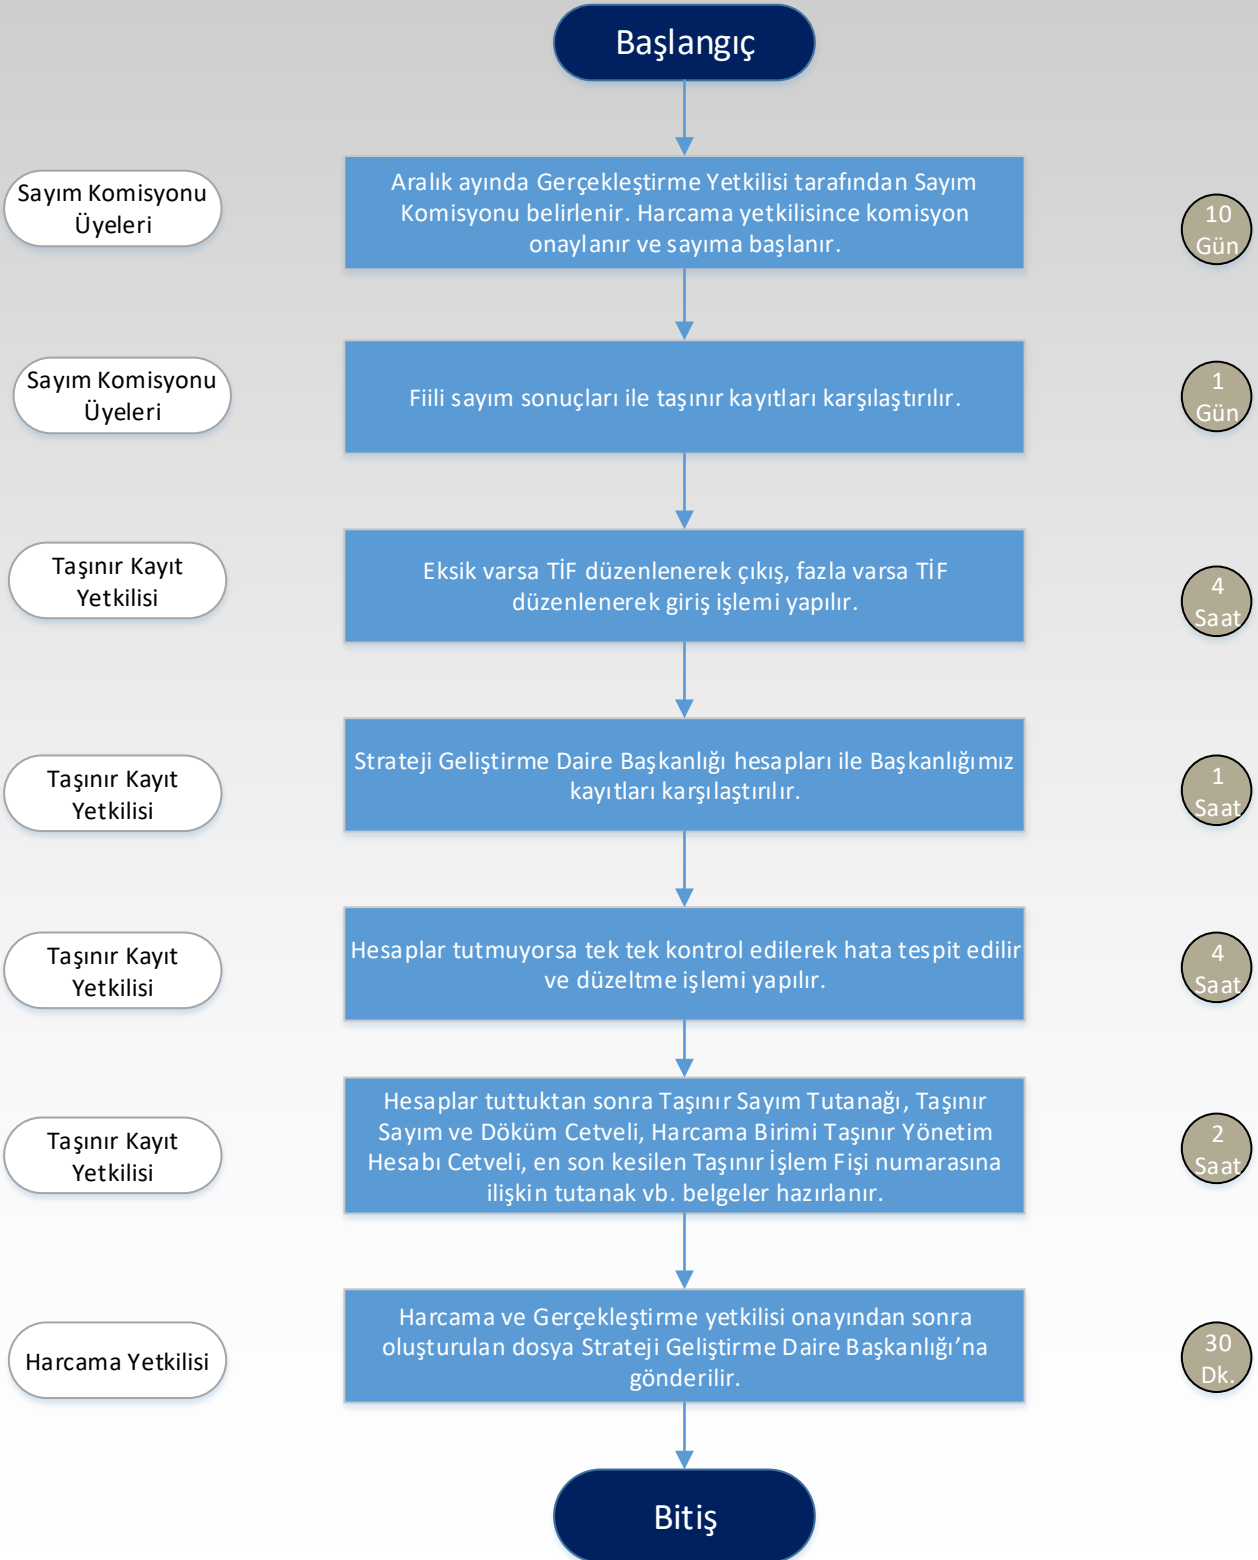 Başlangıç
Sayım Komisyonu
Üyeleri
Aralık ayında Gerçekleştirme Yetkilisi tarafından Sayım
Komisyonu belirlenir. Harcama yetkilisince komisyon
onaylanır ve sayıma başlanır.
10
Gün
Sayım Komisyonu
Üyeleri
Fiili sayım sonuçları ile taşınır kayıtları karşılaştırılır.
1
Gün
Taşınır Kayıt
Yetkilisi
Eksik varsa TİF düzenlenerek çıkış, fazla varsa TİF
düzenlenerek giriş işlemi yapılır.
4
Saat
Taşınır Kayıt
Yetkilisi
Strateji Geliştirme Daire Başkanlığı hesapları ile Başkanlığımız
kayıtları karşılaştırılır.
1
Saat
Taşınır Kayıt
Yetkilisi
Hesaplar tutmuyorsa tek tek kontrol edilerek hata tespit edilir
ve düzeltme işlemi yapılır.
4
Saat
Taşınır Kayıt
Yetkilisi
Hesaplar tuttuktan sonra Taşınır Sayım Tutanağı, Taşınır
Sayım ve Döküm Cetveli, Harcama Birimi Taşınır Yönetim
Hesabı Cetveli, en son kesilen Taşınır İşlem Fişi numarasına
ilişkin tutanak vb. belgeler hazırlanır.
2
Saat
Harcama Yetkilisi
Harcama ve Gerçekleştirme yetkilisi onayından sonra
oluşturulan dosya Strateji Geliştirme Daire Başkanlığı’na
gönderilir.
30
Dk.
Bitiş